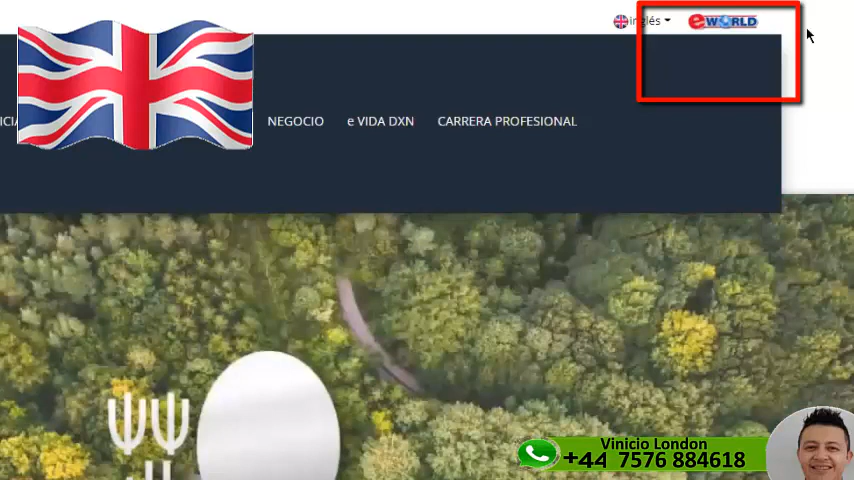 inglés
eWORLD
NEGOCIO
e VIDA DXN
CARRERA PROFESIONAL
Vinicio London
+44 7576 884618